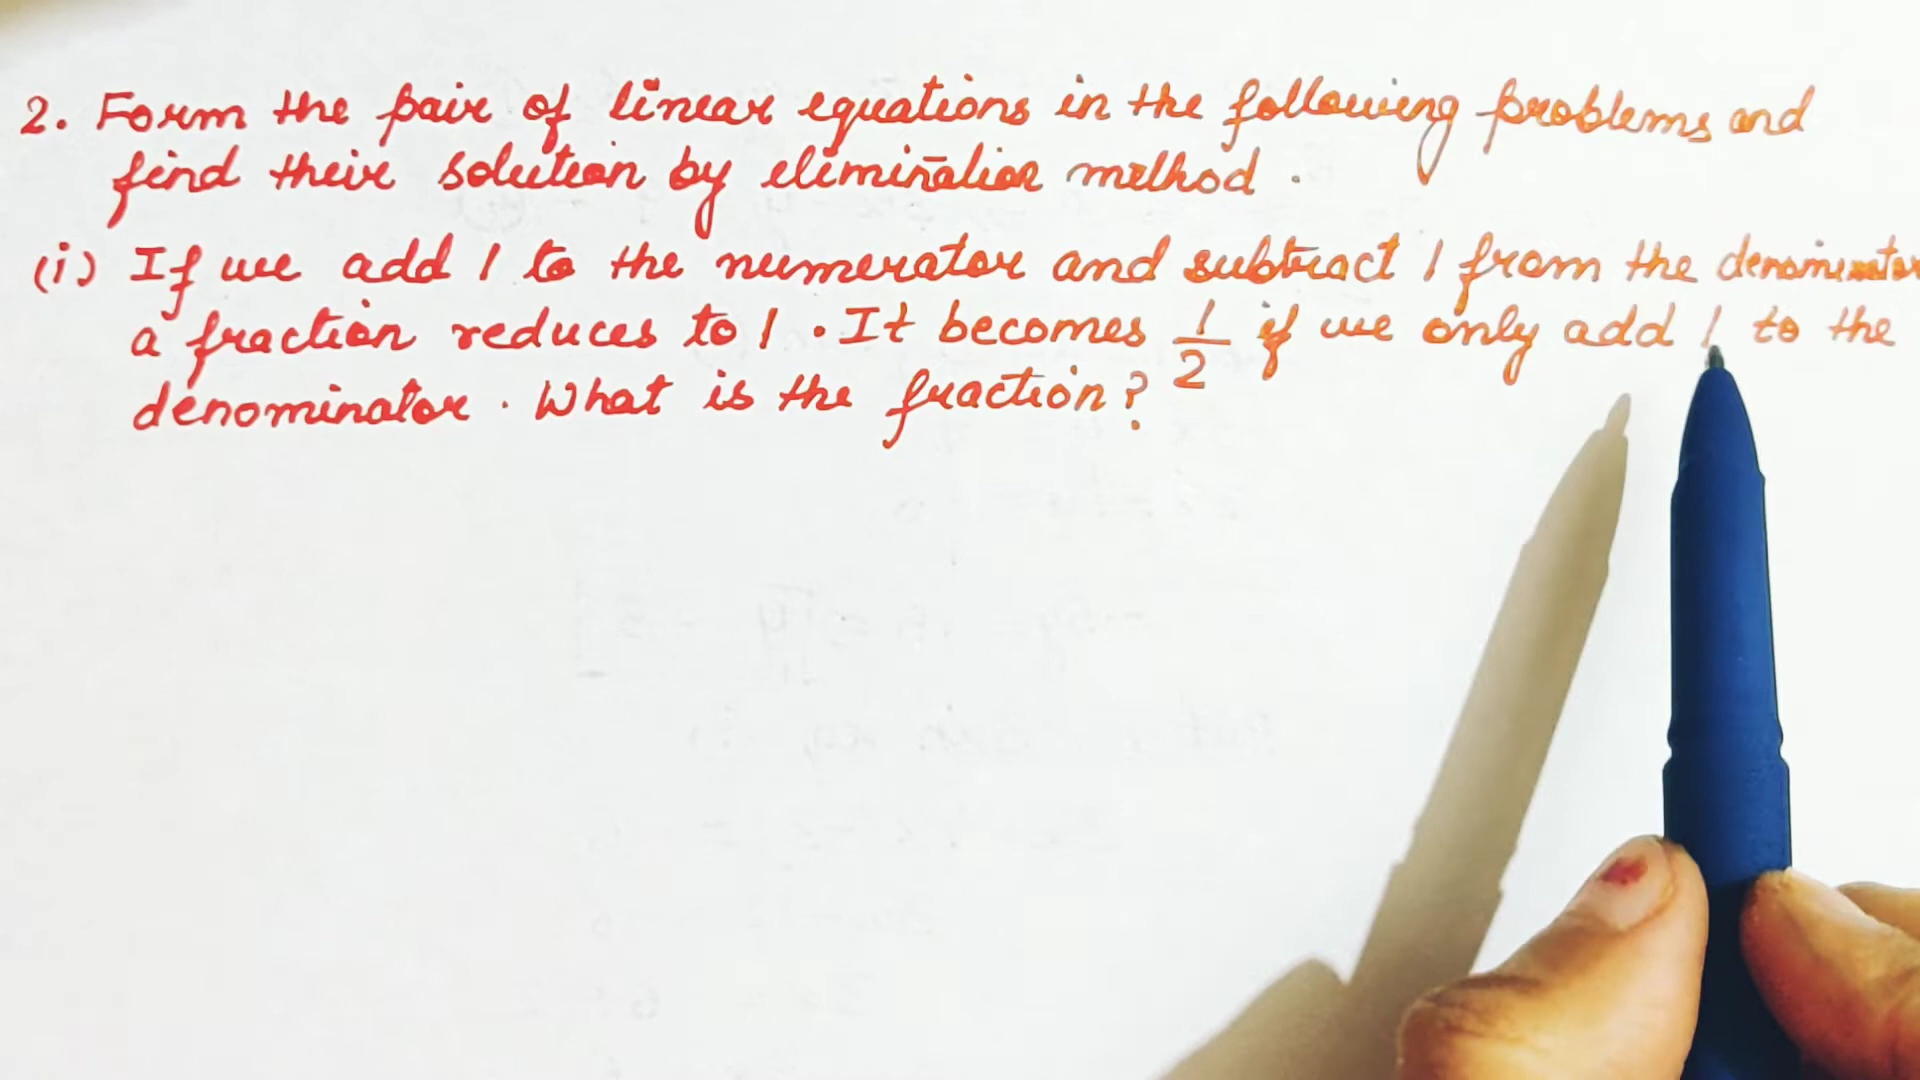 2. Form the pair of linear equations in the following problems and
find their solution by elimination method.
(i) If we add 1 to the numerator and subtract 1 from the denominator
a fraction reduces to 1. It becomes 1/2 if we only add 1 to the
denominator. What is the fraction?